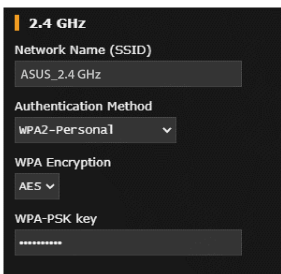 2.4 GHz
Network Name (SSID)
ASUS_2.4 GHz
Authentication Method
WPA2-Personal
WPA Encryption
AES
WPA-PSK key
••••••••••